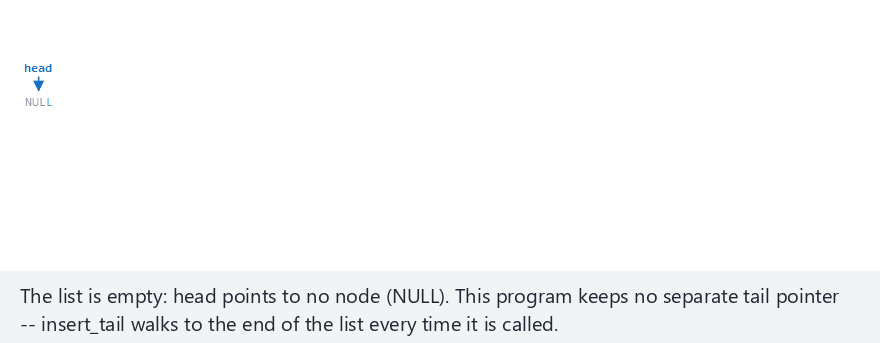 head
NULL
The list is empty: head points to no node (NULL). This program keeps no separate tail pointer
-- insert_tail walks to the end of the list every time it is called.